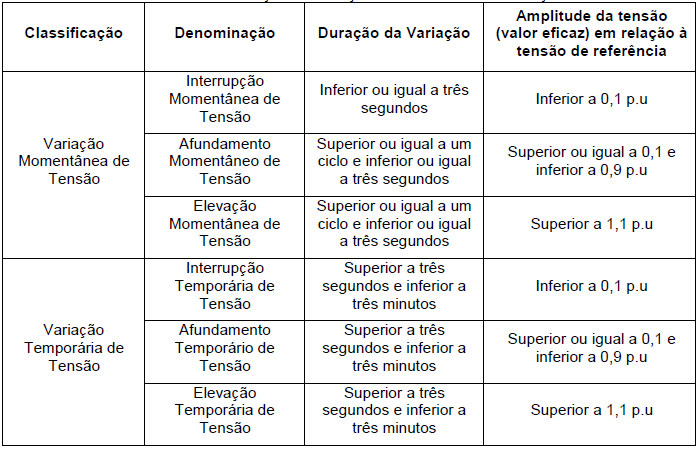 Classificação
Denominação
Duração da Variação
Amplitude da tensão
(valor eficaz) em relação à
tensão de referência
Variação
Momentânea de
Tensão
Interrupção
Momentânea de
Tensão
Inferior ou igual a três
segundos
Inferior a 0,1 p.u
Afundamento
Momentâneo de
Tensão
Superior ou igual a um
ciclo e inferior ou igual
a três segundos
Superior ou igual a 0,1 e
inferior a 0,9 p.u
Elevação
Momentânea de
Tensão
Superior ou igual a um
ciclo e inferior ou igual
a três segundos
Superior a 1,1 p.u
Variação
Temporária de
Tensão
Interrupção
Temporária de
Tensão
Superior a três
segundos e inferior a
três minutos
Inferior a 0,1 p.u
Afundamento
Temporário de
Tensão
Superior a três
segundos e inferior a
três minutos
Superior ou igual a 0,1 e
inferior a 0,9 p.u
Elevação
Temporária de
Tensão
Superior a três
segundos e inferior a
três minutos
Superior a 1,1 p.u